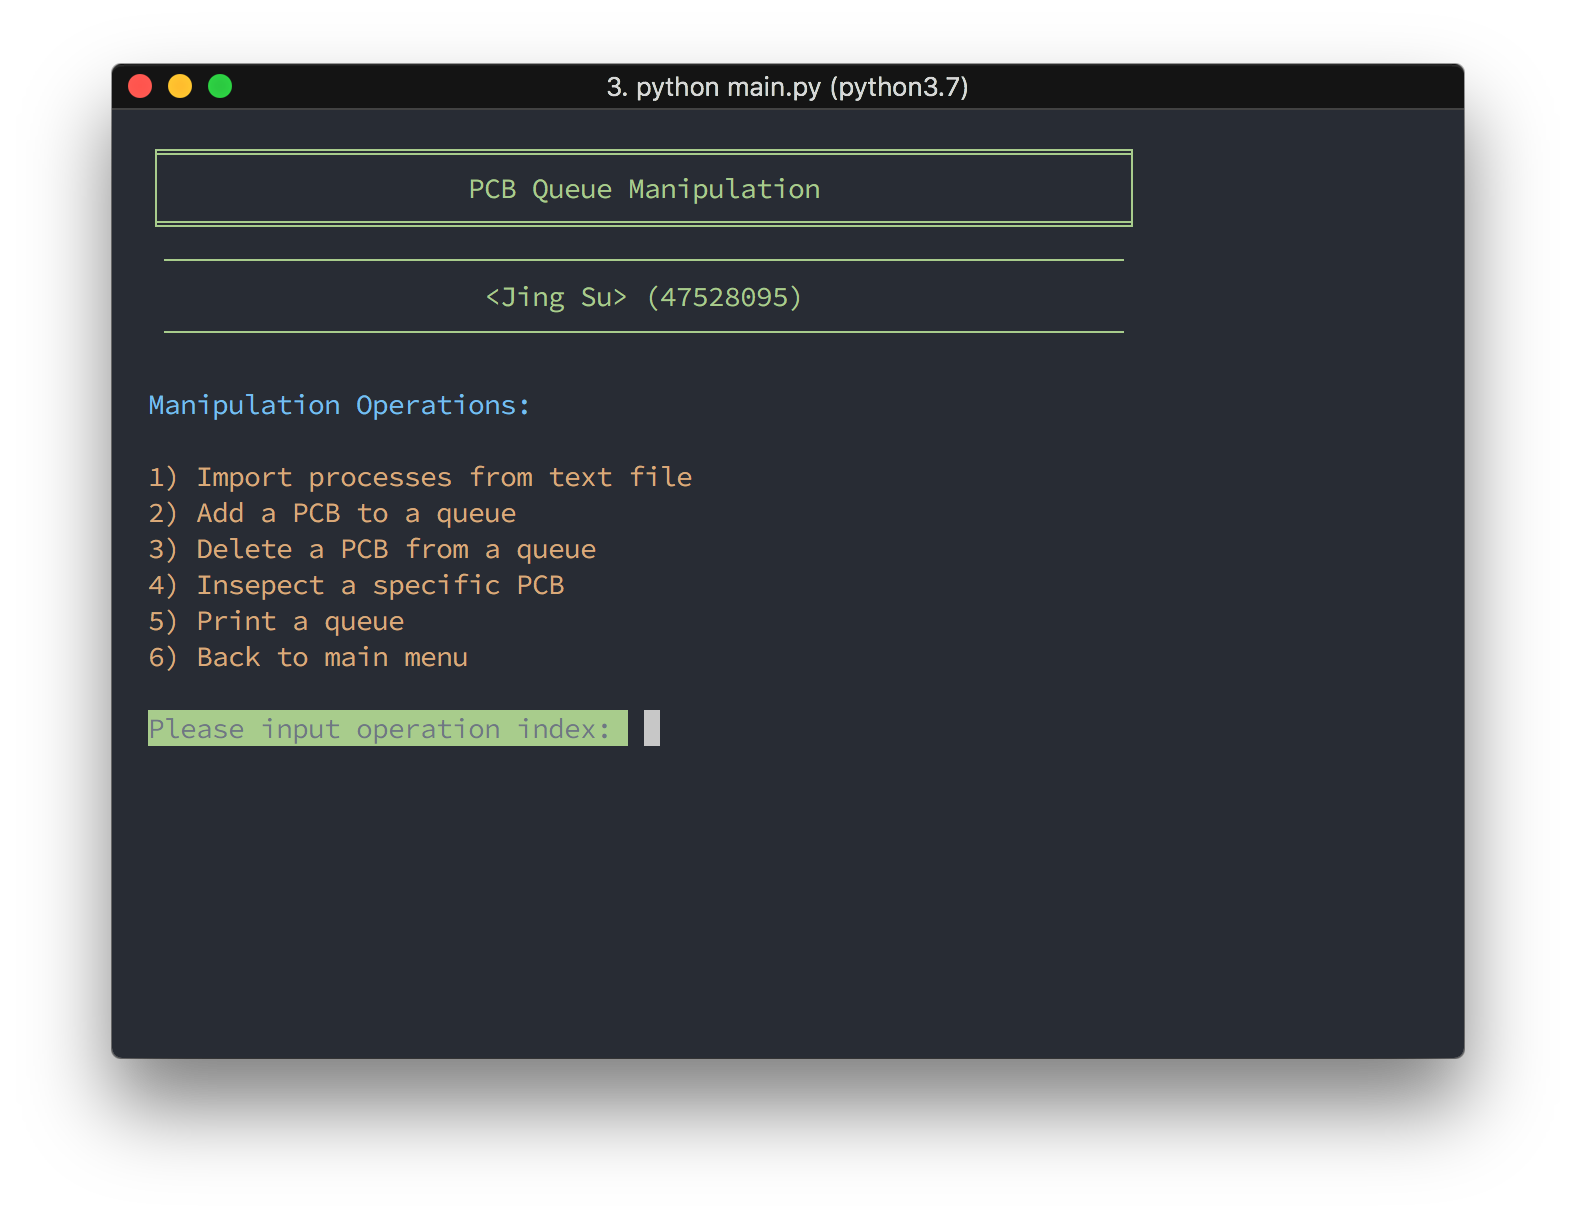 3. python main.py (python3.7)
PCB Queue Manipulation
<Jing Su> (47528095)
Manipulation Operations:
1) Import processes from text file
2) Add a PCB to a queue
3) Delete a PCB from a queue
4) Insepect a specific PCB
5) Print a queue
6) Back to main menu
Please input operation index: